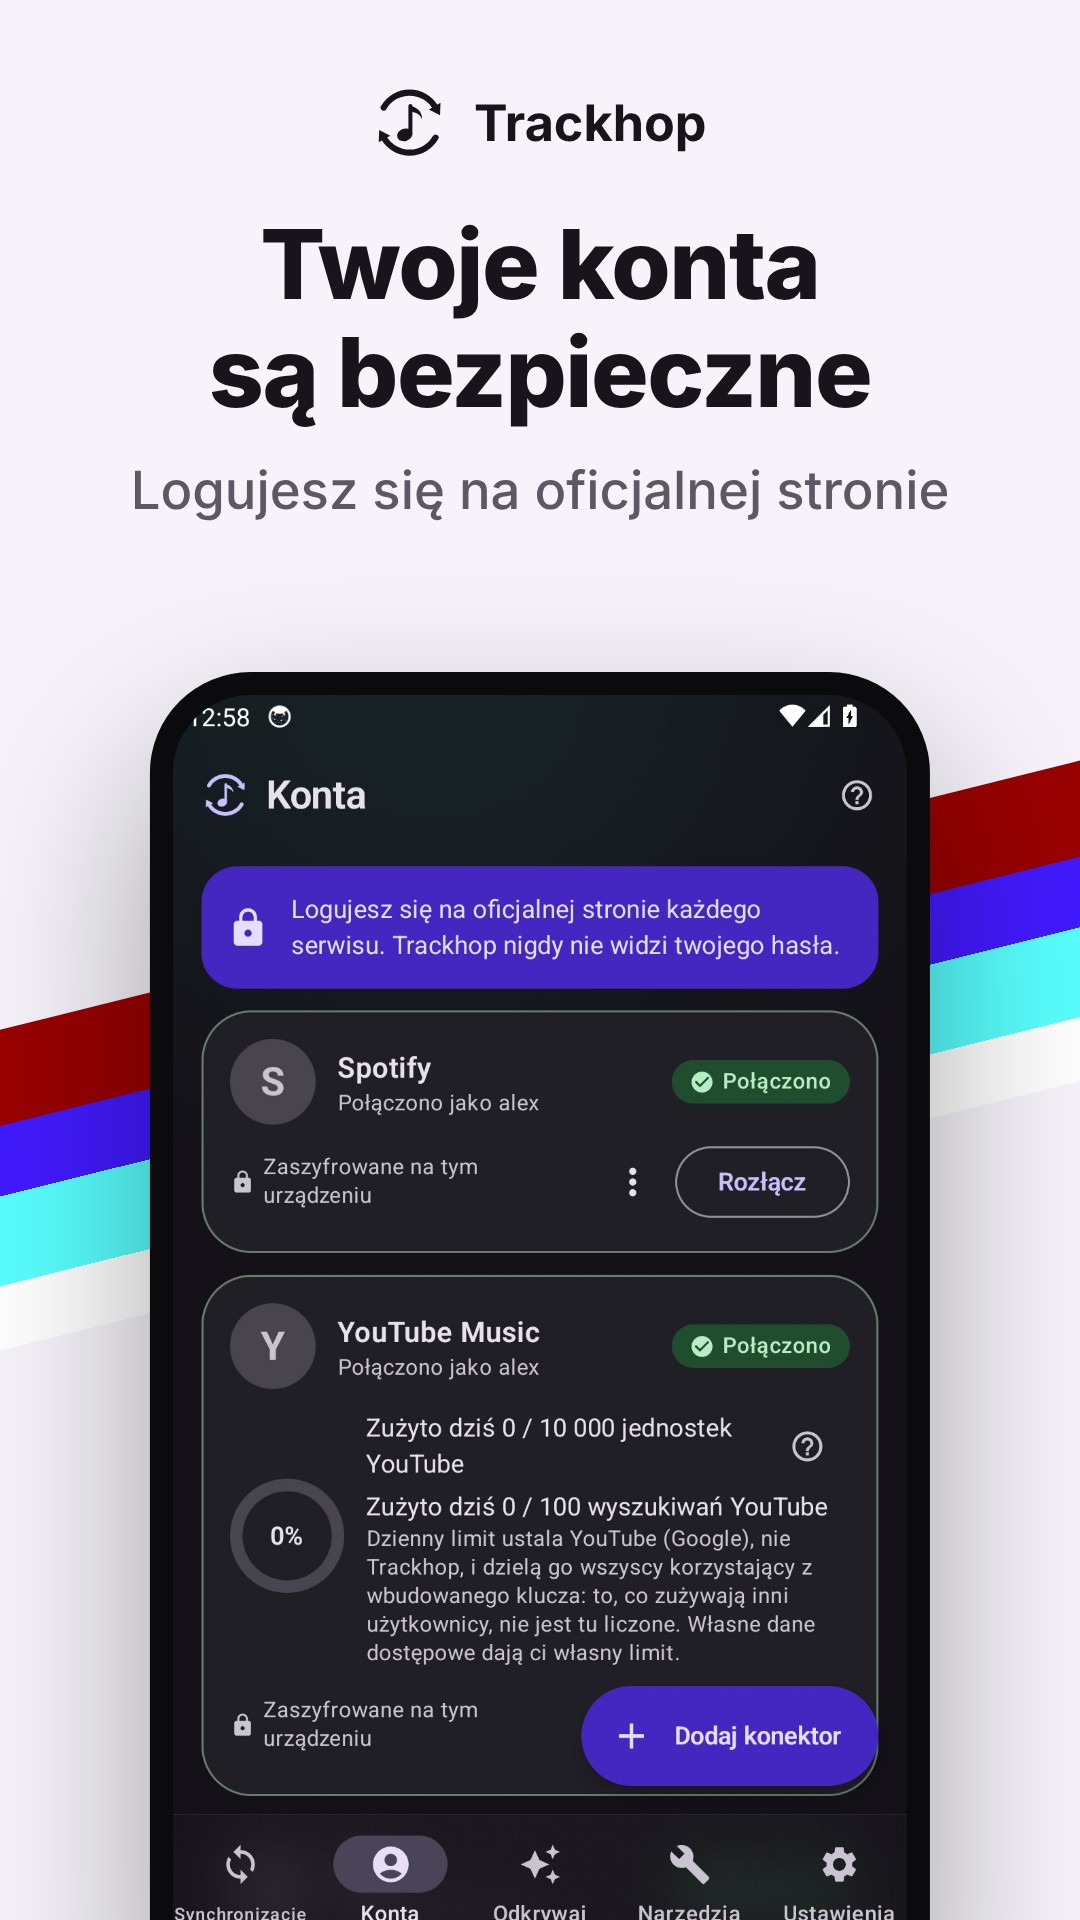 Trackhop
Twoje konta
są bezpieczne
Logujesz się na oficjalnej stronie
12:58
Konta
Logujesz się na oficjalnej stronie każdego
serwisu. Trackhop nigdy nie widzi twojego hasła.
S
Spotify
Połączono jako alex
Połączono
Zaszyfrowane na tym
urządzeniu
Rozłącz
Y
YouTube Music
Połączono jako alex
Połączono
Zużyto dziś 0 / 10 000 jednostek
YouTube
0%
Zużyto dziś 0 / 100 wyszukiwań YouTube
Dzienny limit ustala YouTube (Google), nie
Trackhop, i dzielą go wszyscy korzystający z
wbudowanego klucza: to, co zużywają inni
użytkownicy, nie jest tu liczone. Własne dane
dostępowe dają ci własny limit.
Zaszyfrowane na tym
urządzeniu
Dodaj konektor
Synchronizacje
Konta
Odkrywaj
Narzędzia
Ustawienia